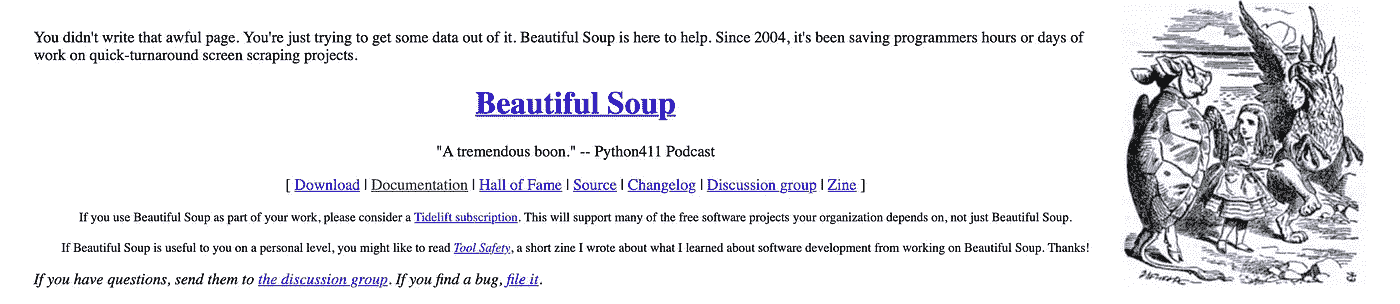 You didn't write that awful page. You're just trying to get some data out of it. Beautiful Soup is here to help. Since 2004, it's been saving programmers hours or days of
work on quick-turnaround screen scraping projects.
Beautiful Soup
"A tremendous boon." -- Python411 Podcast
[ Download | Documentation | Hall of Fame | Source | Changelog | Discussion group | Zine ]
If you use Beautiful Soup as part of your work, please consider a Tidelift subscription. This will support many of the free software projects your organization depends on, not just Beautiful Soup.
If Beautiful Soup is useful to you on a personal level, you might like to read Tool Safety, a short zine I wrote about what I learned about software development from working on Beautiful Soup. Thanks!
If you have questions, send them to the discussion group. If you find a bug, file it.